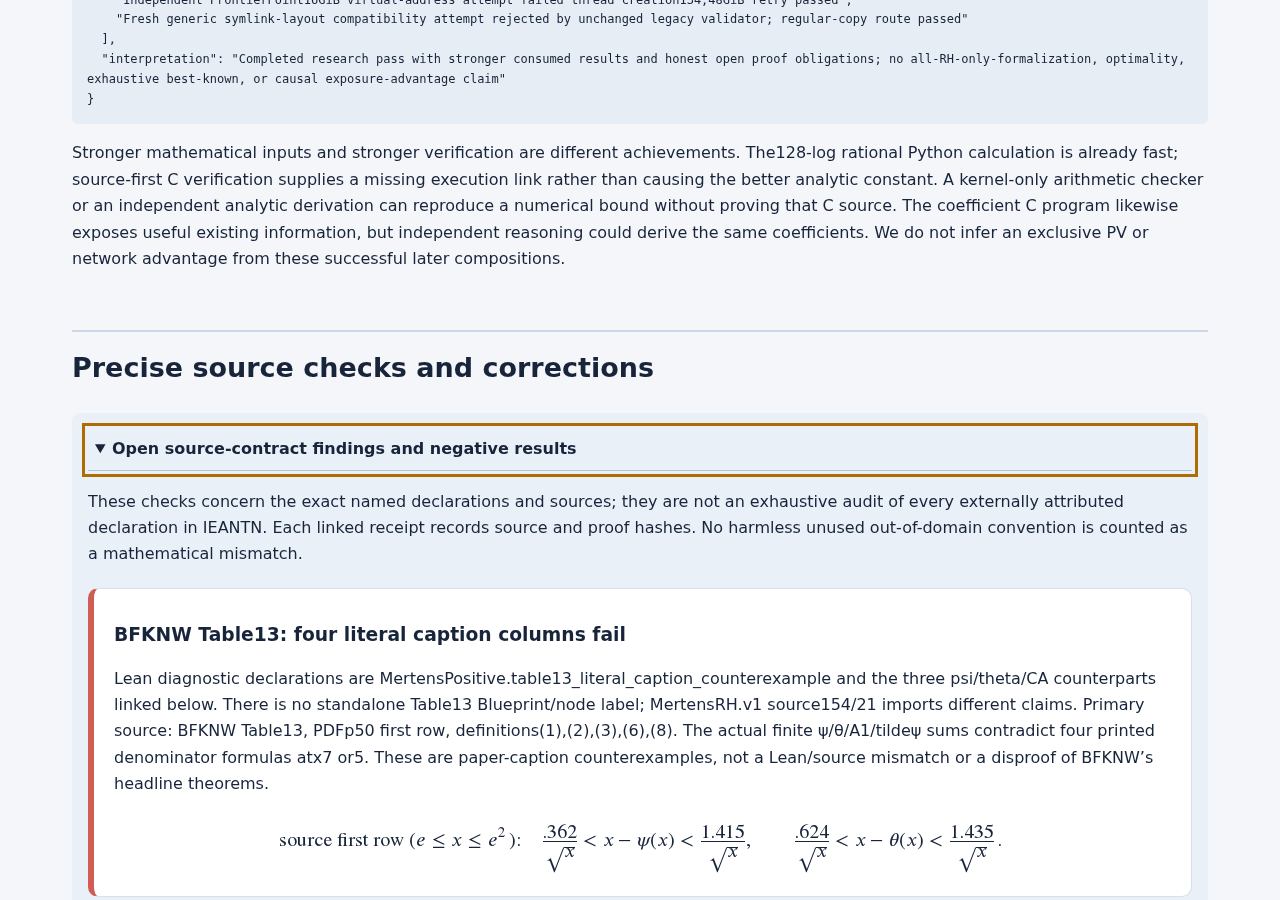 "Fresh generic symlink-layout compatibility attempt rejected by unchanged legacy validator; regular-copy route passed"
],
"interpretation": "Completed research pass with stronger consumed results and honest open proof obligations; no all-RH-only-formalization, optimality,
exhaustive best-known, or causal exposure-advantage claim"
}
Stronger mathematical inputs and stronger verification are different achievements. The128-log rational Python calculation is already fast;
source-first C verification supplies a missing execution link rather than causing the better analytic constant. A kernel-only arithmetic checker
or an independent analytic derivation can reproduce a numerical bound without proving that C source. The coefficient C program likewise
exposes useful existing information, but independent reasoning could derive the same coefficients. We do not infer an exclusive PV or
network advantage from these successful later compositions.
Precise source checks and corrections
▼ Open source-contract findings and negative results
These checks concern the exact named declarations and sources; they are not an exhaustive audit of every externally attributed
declaration in IEANTN. Each linked receipt records source and proof hashes. No harmless unused out-of-domain convention is counted as
a mathematical mismatch.
BFKNW Table13: four literal caption columns fail
Lean diagnostic declarations are MertensPositive.table13_literal_caption_counterexample and the three psi/theta/CA counterparts
linked below. There is no standalone Table13 Blueprint/node label; MertensRH.v1 source154/21 imports different claims. Primary
source: BFKNW Table13, PDFp50 first row, definitions(1),(2),(3),(6),(8). The actual finite ψ/θ/A1/tildeψ sums contradict four printed
denominator formulas atx7 or5. These are paper-caption counterexamples, not a Lean/source mismatch or a disproof of BFKNW’s
headline theorems.
source first row (e ≤ x ≤ e²): .362/√x < x − ψ(x) < 1.415/√x, .624/√x < x − θ(x) < 1.435/√x.